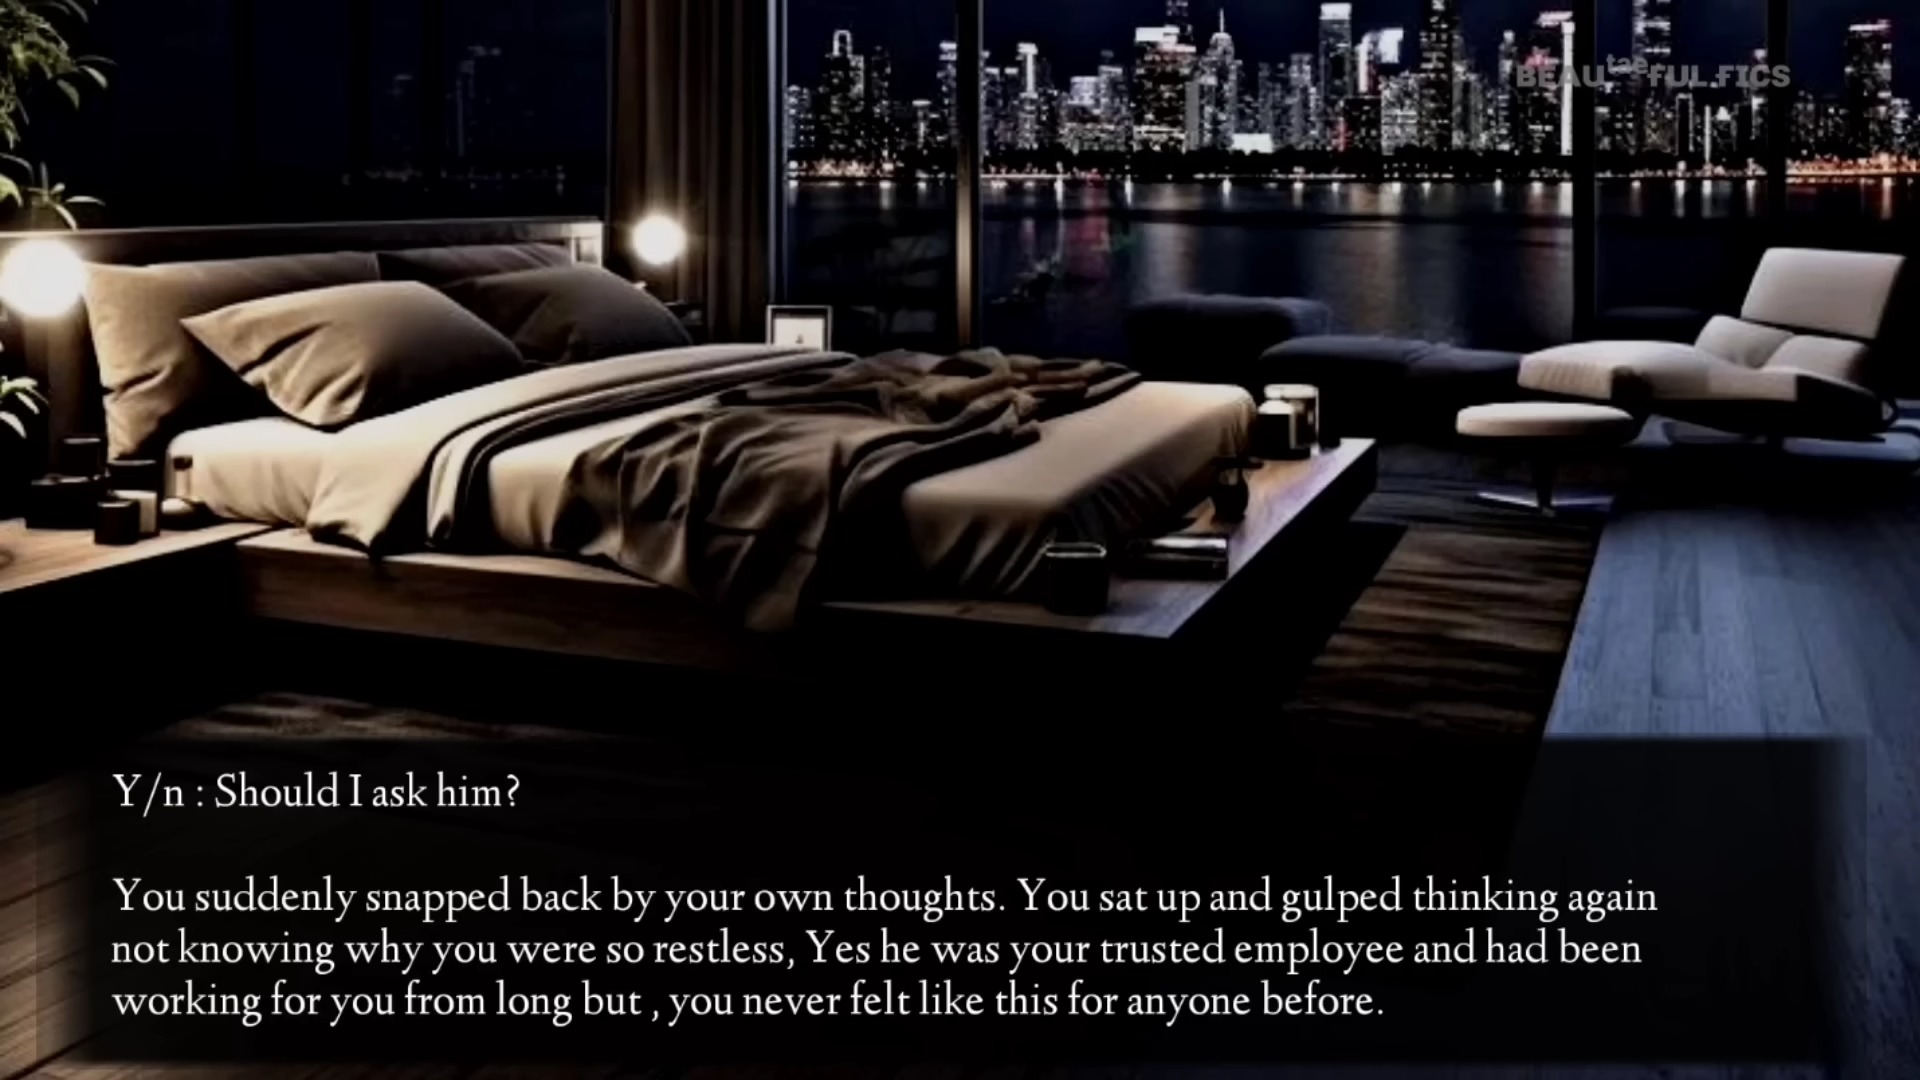 BEAUtaeFUL.FICS
Y/n : Should I ask him?
You suddenly snapped back by your own thoughts. You sat up and gulped thinking again
not knowing why you were so restless, Yes he was your trusted employee and had been
working for you from long but , you never felt like this for anyone before.